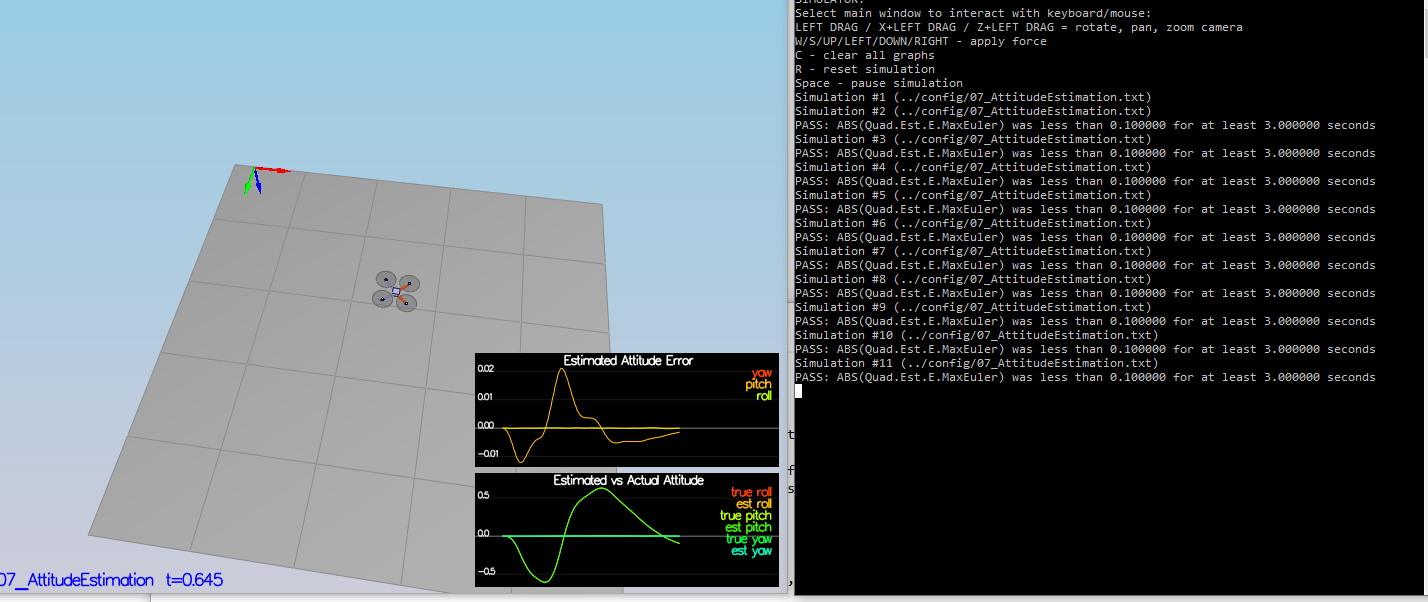 SIMULATOR:
Select main window to interact with keyboard/mouse:
LEFT DRAG / X+LEFT DRAG / Z+LEFT DRAG = rotate, pan, zoom camera
W/S/UP/LEFT/DOWN/RIGHT - apply force
C - clear all graphs
R - reset simulation
Space - pause simulation
Simulation #1 (../config/07_AttitudeEstimation.txt)
Simulation #2 (../config/07_AttitudeEstimation.txt)
PASS: ABS(Quad.Est.E.MaxEuler) was less than 0.100000 for at least 3.000000 seconds
Simulation #3 (../config/07_AttitudeEstimation.txt)
PASS: ABS(Quad.Est.E.MaxEuler) was less than 0.100000 for at least 3.000000 seconds
Simulation #4 (../config/07_AttitudeEstimation.txt)
PASS: ABS(Quad.Est.E.MaxEuler) was less than 0.100000 for at least 3.000000 seconds
Simulation #5 (../config/07_AttitudeEstimation.txt)
PASS: ABS(Quad.Est.E.MaxEuler) was less than 0.100000 for at least 3.000000 seconds
Simulation #6 (../config/07_AttitudeEstimation.txt)
PASS: ABS(Quad.Est.E.MaxEuler) was less than 0.100000 for at least 3.000000 seconds
Simulation #7 (../config/07_AttitudeEstimation.txt)
PASS: ABS(Quad.Est.E.MaxEuler) was less than 0.100000 for at least 3.000000 seconds
Simulation #8 (../config/07_AttitudeEstimation.txt)
PASS: ABS(Quad.Est.E.MaxEuler) was less than 0.100000 for at least 3.000000 seconds
Simulation #9 (../config/07_AttitudeEstimation.txt)
PASS: ABS(Quad.Est.E.MaxEuler) was less than 0.100000 for at least 3.000000 seconds
Simulation #10 (../config/07_AttitudeEstimation.txt)
PASS: ABS(Quad.Est.E.MaxEuler) was less than 0.100000 for at least 3.000000 seconds
Simulation #11 (../config/07_AttitudeEstimation.txt)
PASS: ABS(Quad.Est.E.MaxEuler) was less than 0.100000 for at least 3.000000 seconds
Estimated Attitude Error
0.02
0.01
0.00
-0.01
yaw
pitch
roll
Estimated vs Actual Attitude
0.5
0.0
-0.5
true roll
est roll
true pitch
est pitch
true yaw
est yaw
07_AttitudeEstimation t=0.645